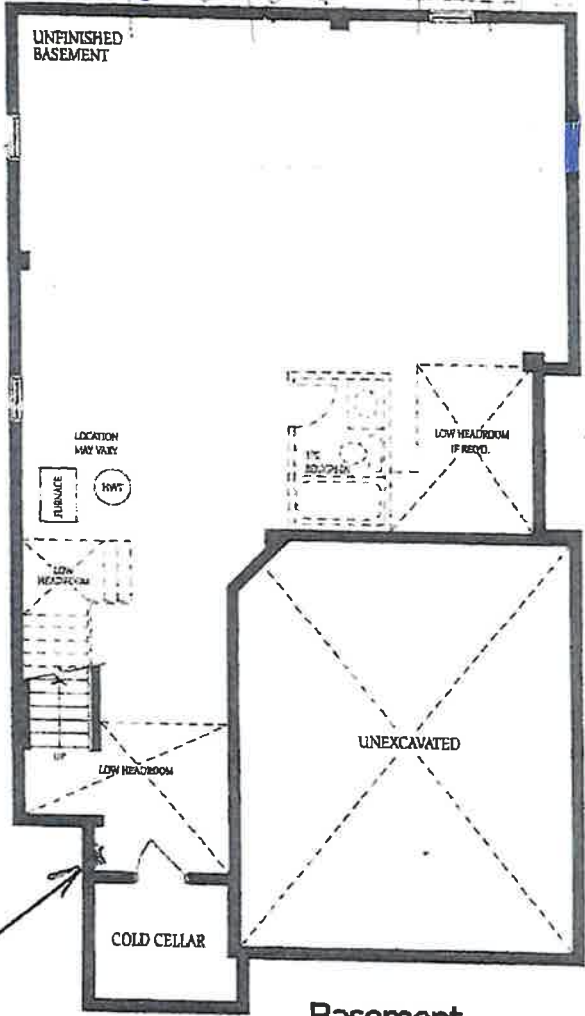 UNFINISHED
BASEMENT
LOCATION
MAY VARY
FURNACE
HWT
LOW HEADROOM
IF REQ'D.
LOW
HEADROOM
UP
LOW HEADROOM
UNEXCAVATED
COLD CELLAR
Basement